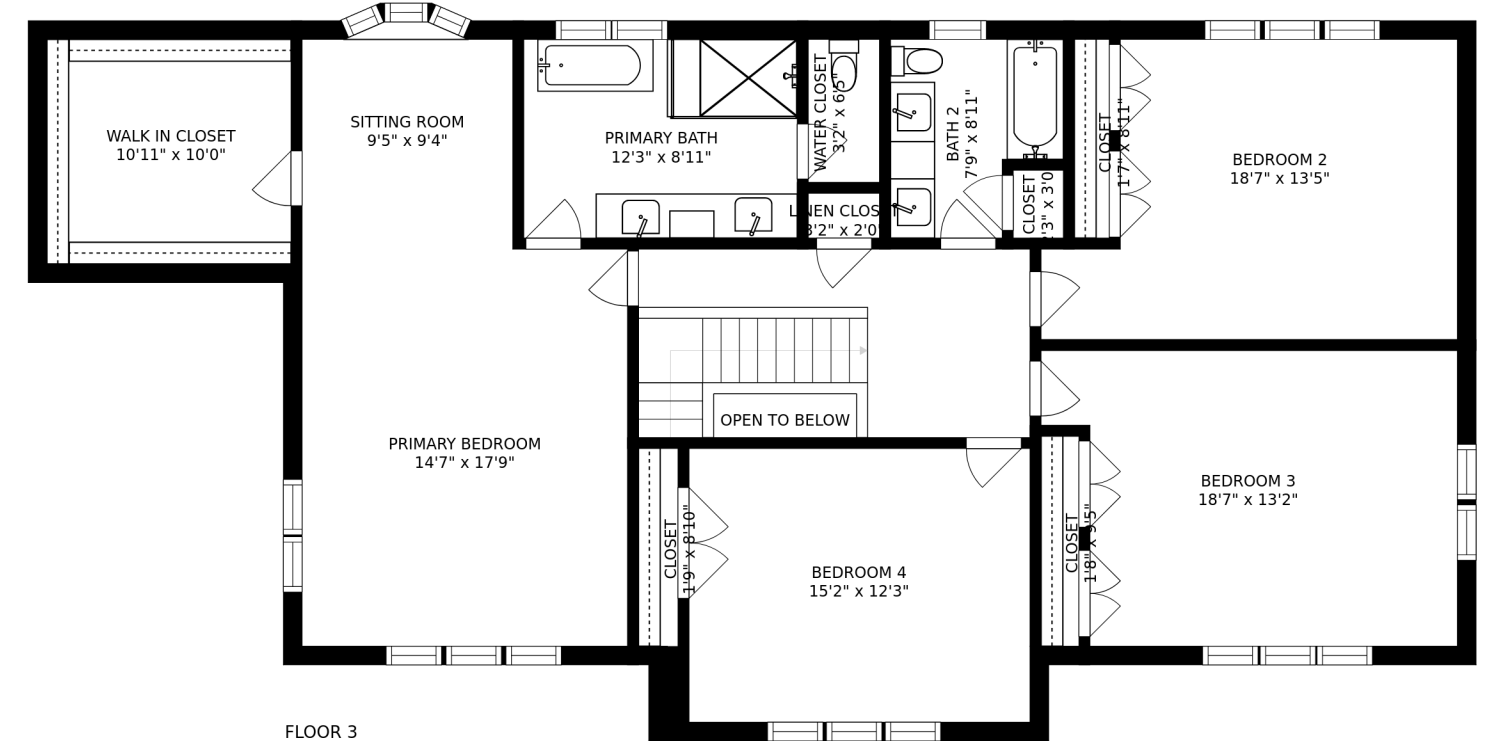 WALK IN CLOSET
10'11" x 10'0"
SITTING ROOM
9'5" x 9'4"
PRIMARY BATH
12'3" x 8'11"
WATER CLOSET
3'2" x 6'5"
LINEN CLOSET
3'2" x 2'0"
BATH 2
7'9" x 8'11"
CLOSET
'3" x 3'0
CLOSET
1'7" x 8'11"
BEDROOM 2
18'7" x 13'5"
OPEN TO BELOW
PRIMARY BEDROOM
14'7" x 17'9"
CLOSET
1'9" x 8'10"
BEDROOM 4
15'2" x 12'3"
CLOSET
1'8" x 9'5"
BEDROOM 3
18'7" x 13'2"
FLOOR 3